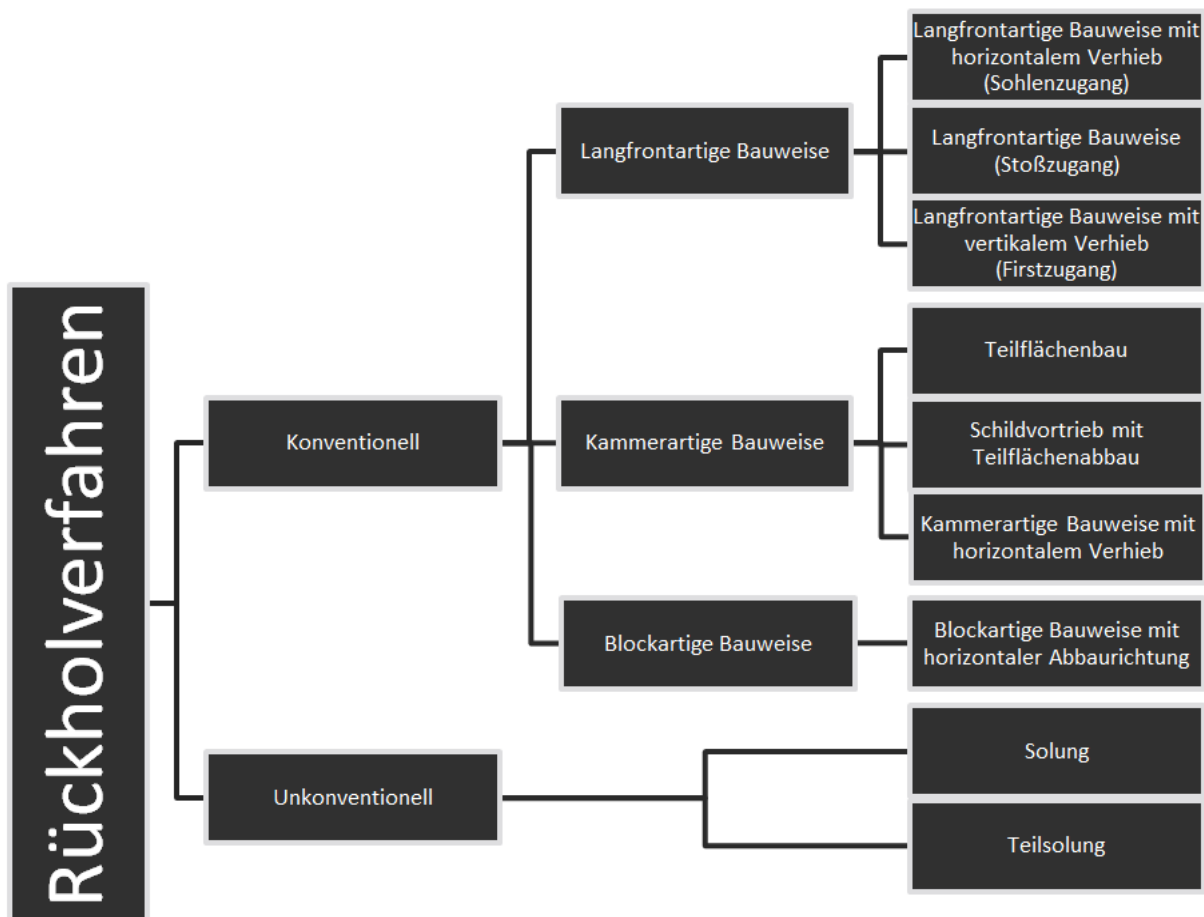 Rückholverfahren
Konventionell
Langfrontartige Bauweise
Langfrontartige Bauweise mit
horizontalem Verhieb
(Sohlenzugang)
Langfrontartige Bauweise
(Stoßzugang)
Langfrontartige Bauweise mit
vertikalem Verhieb
(Firstzugang)
Kammerartige Bauweise
Teilflächenbau
Schildvortrieb mit
Teilflächenabbau
Kammerartige Bauweise mit
horizontalem Verhieb
Blockartige Bauweise
Blockartige Bauweise mit
horizontaler Abbaurichtung
Unkonventionell
Solung
Teilsolung